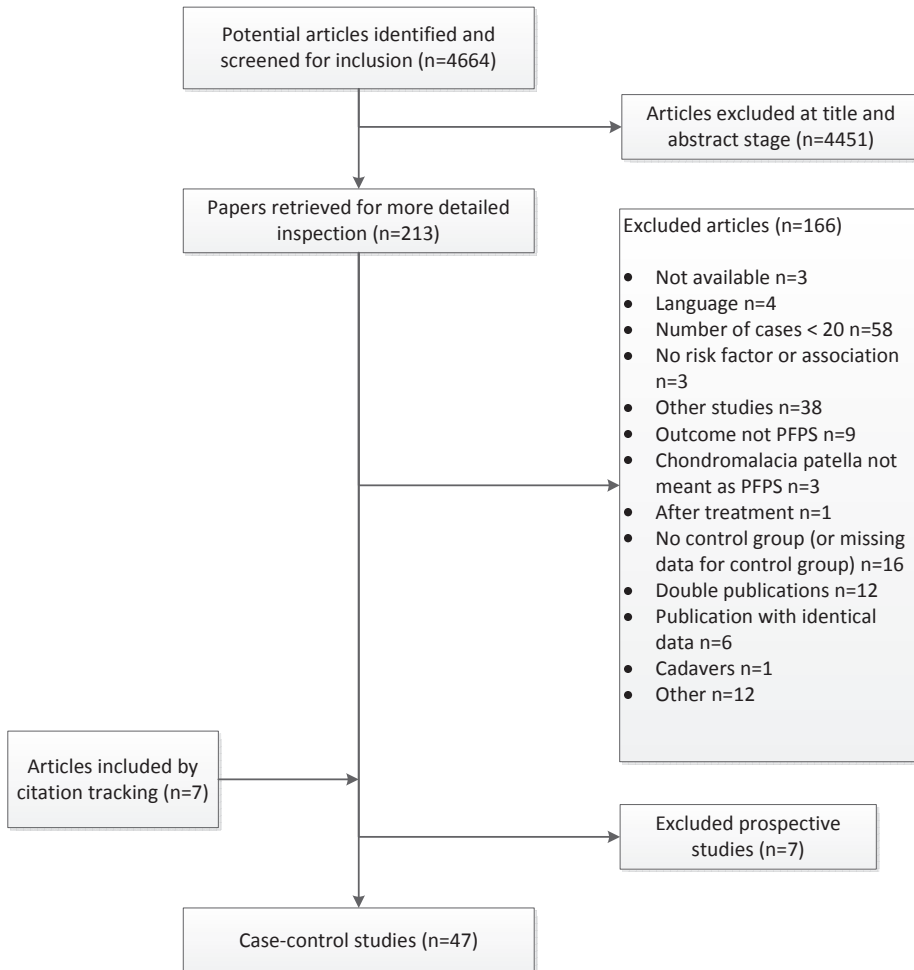 Potential articles identified and
screened for inclusion (n=4664)
Articles excluded at title and
abstract stage (n=4451)
Papers retrieved for more detailed
inspection (n=213)
Excluded articles (n=166)
• Not available n=3
• Language n=4
• Number of cases < 20 n=58
• No risk factor or association
n=3
• Other studies n=38
• Outcome not PFPS n=9
• Chondromalacia patella not
meant as PFPS n=3
• After treatment n=1
• No control group (or missing
data for control group) n=16
• Double publications n=12
• Publication with identical
data n=6
• Cadavers n=1
• Other n=12
Articles included by
citation tracking (n=7)
Excluded prospective
studies (n=7)
Case-control studies (n=47)